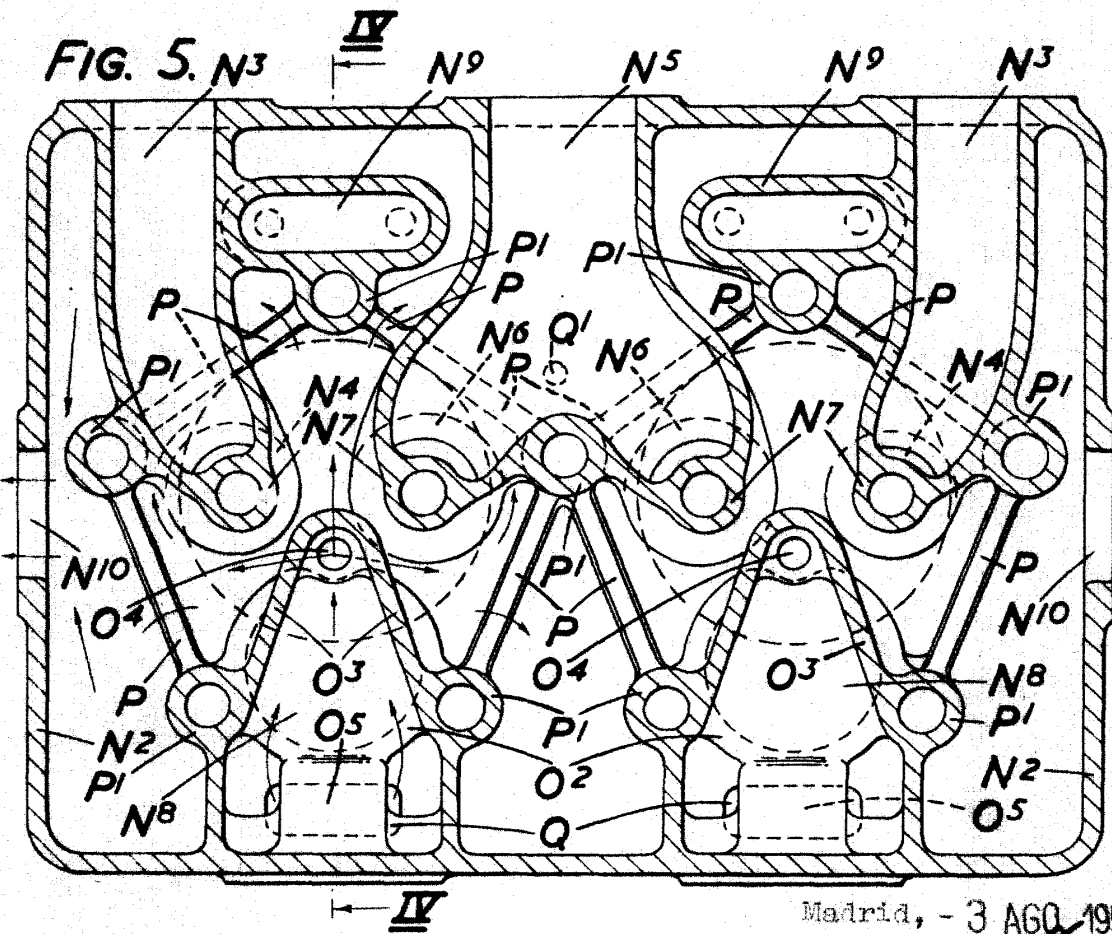 IV
FIG. 5. N3 N9 N5 N9 N3
P1 P1
P P P P
N6 Q1 N6
P1 P N4 P1
N4
N7 N7
N10 P1 P
O4 P O4 N10
O3 O3 N8
P O5 P1 P1
N2 O2 N2
P1
N8 Q O5
IV
Madrid, - 3 AGO.